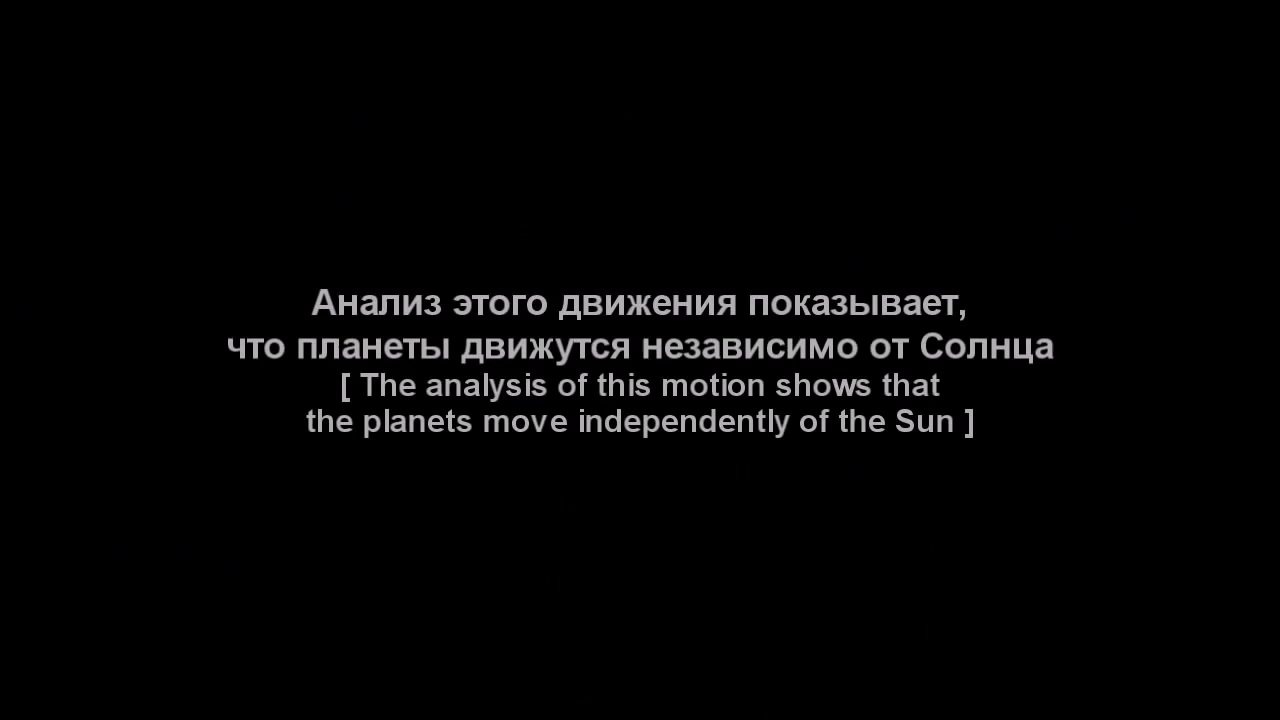 Анализ этого движения показывает,
что планеты движутся независимо от Солнца
[ The analysis of this motion shows that
the planets move independently of the Sun ]